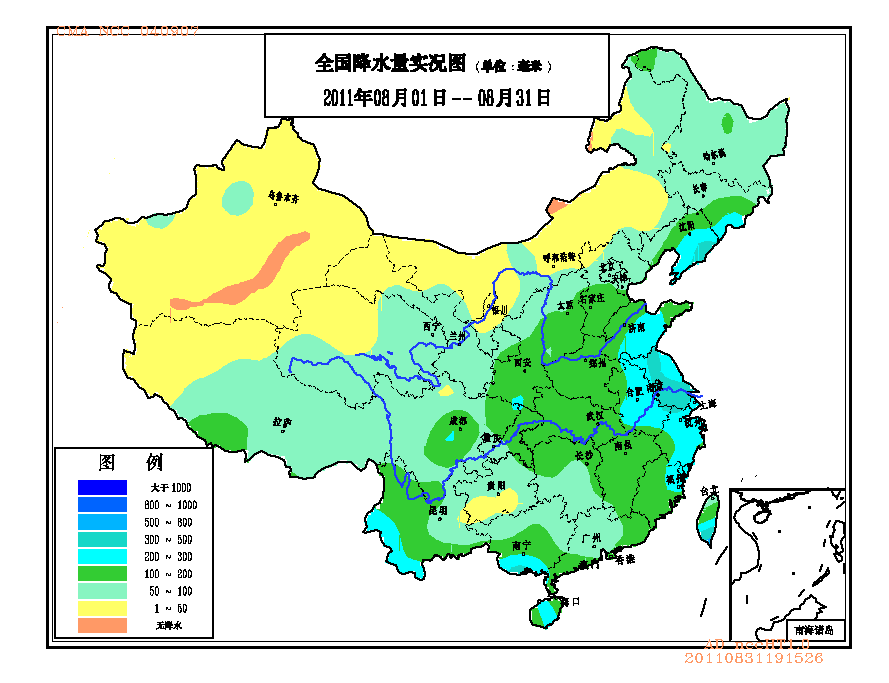 CMA NCC 040902
全国降水量实况图 (单位:毫米)
2011年08月01日--08月31日
哈尔滨
长春
乌鲁木齐
沈阳
呼和浩特
北京
天津
银川
太原 石家庄
西宁
兰州
济南
西安
郑州
合肥 南京
上海
拉萨
成都
武汉
杭州
重庆
南昌
长沙
贵阳
福州
台北
昆明
南宁
广州
澳门 香港
海口
图 例
大于1000
800 ~ 1000
500 ~ 800
300 ~ 500
200 ~ 300
100 ~ 200
50 ~ 100
1 ~ 50
无降水
南海诸岛
20110831191526